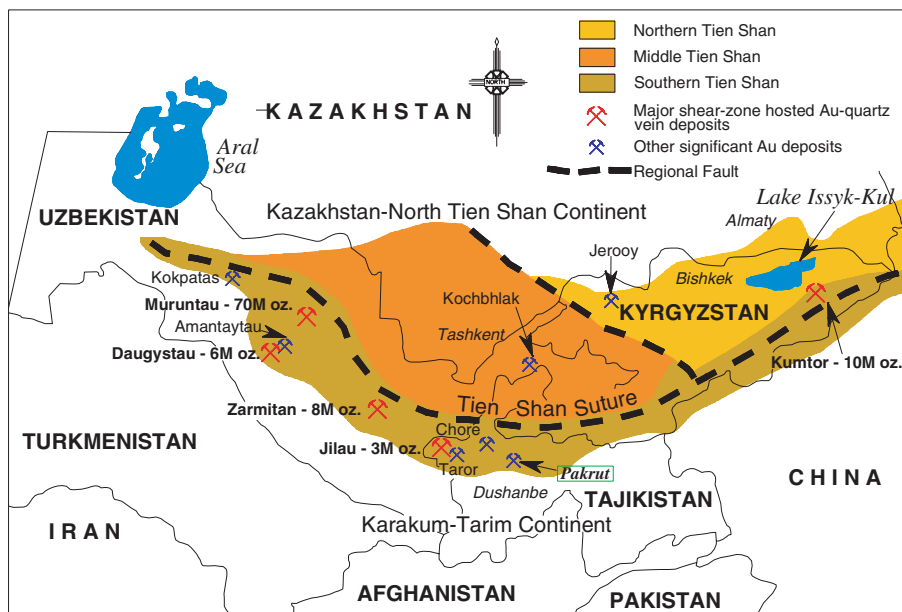 Northern Tien Shan
Middle Tien Shan
Southern Tien Shan
Major shear-zone hosted Au-quartz
vein deposits
Other significant Au deposits
Regional Fault
NORTH
KAZAKHSTAN
Aral
Sea
UZBEKISTAN
Kazakhstan-North Tien Shan Continent
Lake Issyk-Kul
Almaty
Jerooy
Bishkek
Kokpatas
KYRGYZSTAN
Kochbhlak
Muruntau - 70M oz.
Amantaytau
Tashkent
Daugystau - 6M oz.
Kumtor - 10M oz.
Zarmitan - 8M oz.
Tien Shan Suture
Chore
TURKMENISTAN
Jilau - 3M oz.
Taror
Pakrut
CHINA
Dushanbe
TAJIKISTAN
IRAN
Karakum-Tarim Continent
AFGHANISTAN
PAKISTAN